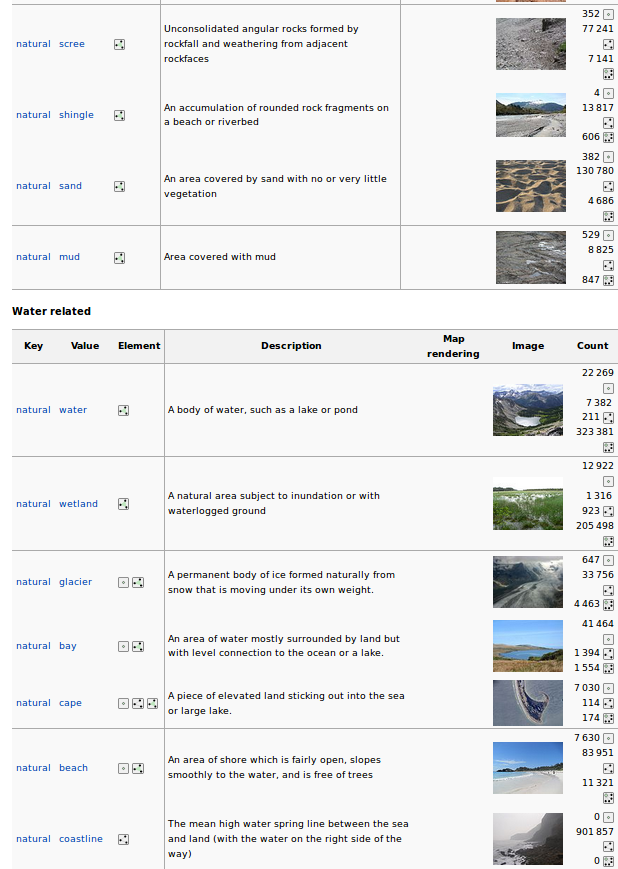 352
natural scree Unconsolidated angular rocks formed by
rockfall and weathering from adjacent
rockfaces
77 241
7 141
natural shingle An accumulation of rounded rock fragments on
a beach or riverbed
4
13 817
606
natural sand An area covered by sand with no or very little
vegetation
382
130 780
4 686
natural mud Area covered with mud
529
8 825
847
Water related
Key Value Element Description Map
rendering Image Count
natural water A body of water, such as a lake or pond
22 269
7 382
211
323 381
natural wetland A natural area subject to inundation or with
waterlogged ground
12 922
1 316
923
205 498
natural glacier A permanent body of ice formed naturally from
snow that is moving under its own weight.
647
33 756
4 463
natural bay An area of water mostly surrounded by land but
with level connection to the ocean or a lake.
41 464
1 394
1 554
natural cape A piece of elevated land sticking out into the sea
or large lake.
7 030
114
174
natural beach An area of shore which is fairly open, slopes
smoothly to the water, and is free of trees
7 630
83 951
11 321
natural coastline The mean high water spring line between the sea
and land (with the water on the right side of the
way)
0
901 857
0